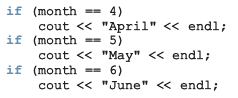 if (month == 4)
    cout << "April" << endl;
if (month == 5)
    cout << "May" << endl;
if (month == 6)
    cout << "June" << endl;